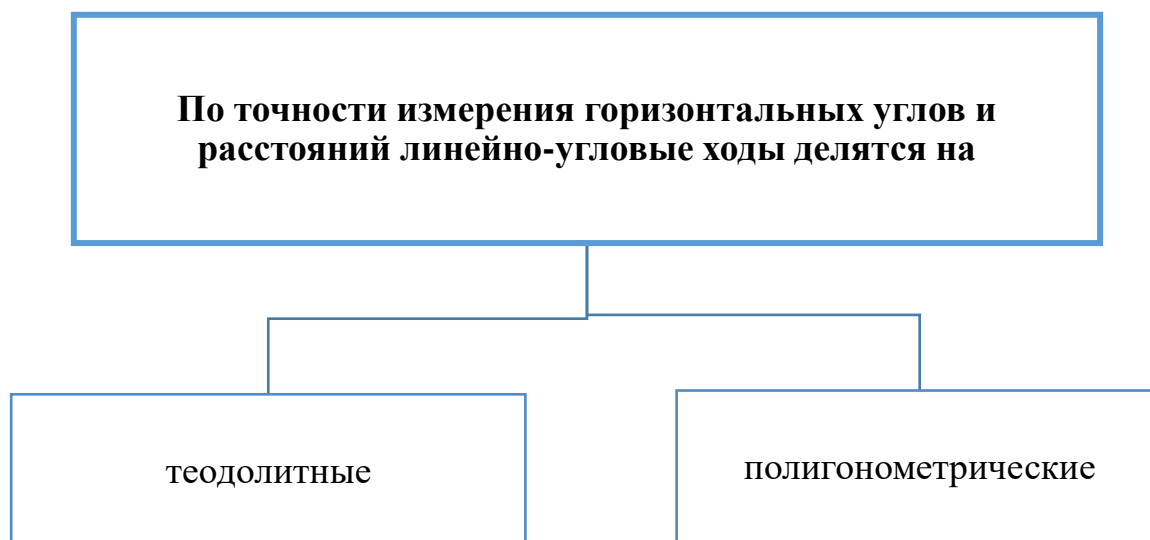 По точности измерения горизонтальных углов и
расстояний линейно-угловые ходы делятся на
теодолитные
полигонометрические